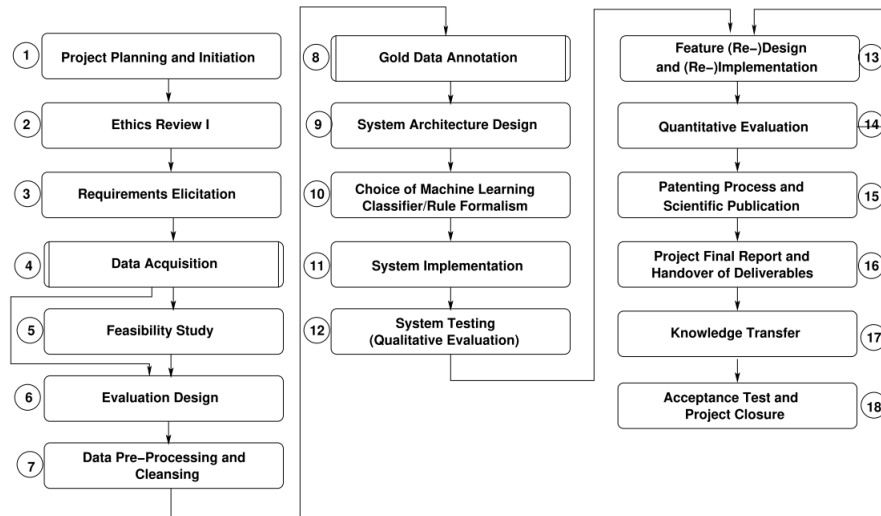 1
Project Planning and Initiation
2
Ethics Review I
3
Requirements Elicitation
4
Data Acquisition
5
Feasibility Study
6
Evaluation Design
7
Data Pre-Processing and
Cleansing
8
Gold Data Annotation
9
System Architecture Design
10
Choice of Machine Learning
Classifier/Rule Formalism
11
System Implementation
12
System Testing
(Qualitative Evaluation)
13
Feature (Re-)Design
and (Re-)Implementation
14
Quantitative Evaluation
15
Patenting Process and
Scientific Publication
16
Project Final Report and
Handover of Deliverables
17
Knowledge Transfer
18
Acceptance Test and
Project Closure